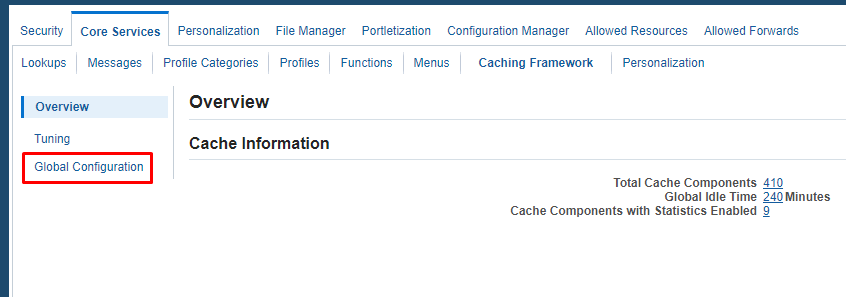 Security Core Services Personalization File Manager Portletization Configuration Manager Allowed Resources Allowed Forwards
Lookups Messages Profile Categories Profiles Functions Menus Caching Framework Personalization
Overview
Tuning
Global Configuration
Overview
Cache Information
Total Cache Components 410
Global Idle Time 240 Minutes
Cache Components with Statistics Enabled 9